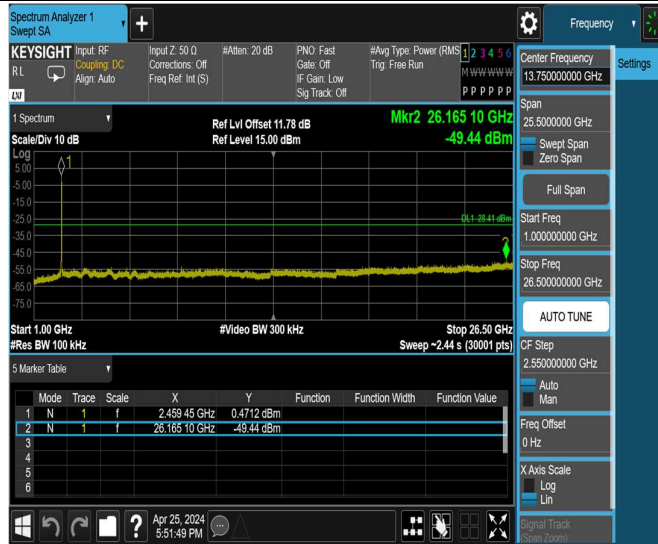 Spectrum Analyzer 1
Swept SA
+
Frequency
KEYSIGHT
Input: RF
Input Z: 50 Ω
#Atten: 20 dB
PNO: Fast
#Avg Type: Power (RMS
1 2 3 4 5 6
R L
Coupling: DC
Corrections: Off
Gate: Off
Trig: Free Run
M W W W W W
Align: Auto
Freq Ref: Int (S)
IF Gain: Low
Sig Track: Off
P P P P P P
LXI
1 Spectrum
Scale/Div 10 dB
Ref Lvl Offset 11.78 dB
Ref Level 15.00 dBm
Mkr2 26.165 10 GHz
-49.44 dBm
Log
5.00
-5.00
-15.0
-25.0
-35.0
-45.0
-55.0
-65.0
-75.0
1
DL1 -28.41 dBm
2
Start 1.00 GHz
#Video BW 300 kHz
Stop 26.50 GHz
#Res BW 100 kHz
Sweep ~2.44 s (30001 pts)
5 Marker Table
Mode Trace Scale X Y Function Function Width Function Value
1 N 1 f 2.459 45 GHz 0.4712 dBm
2 N 1 f 26.165 10 GHz -49.44 dBm
3
4
5
6
?
Apr 25, 2024
5:51:49 PM
Center Frequency
13.750000000 GHz
Settings
Span
25.5000000 GHz
Swept Span
Zero Span
Full Span
Start Freq
1.000000000 GHz
Stop Freq
26.500000000 GHz
AUTO TUNE
CF Step
2.550000000 GHz
Auto
Man
Freq Offset
0 Hz
X Axis Scale
Log
Lin
Signal Track
(Span Zoom)